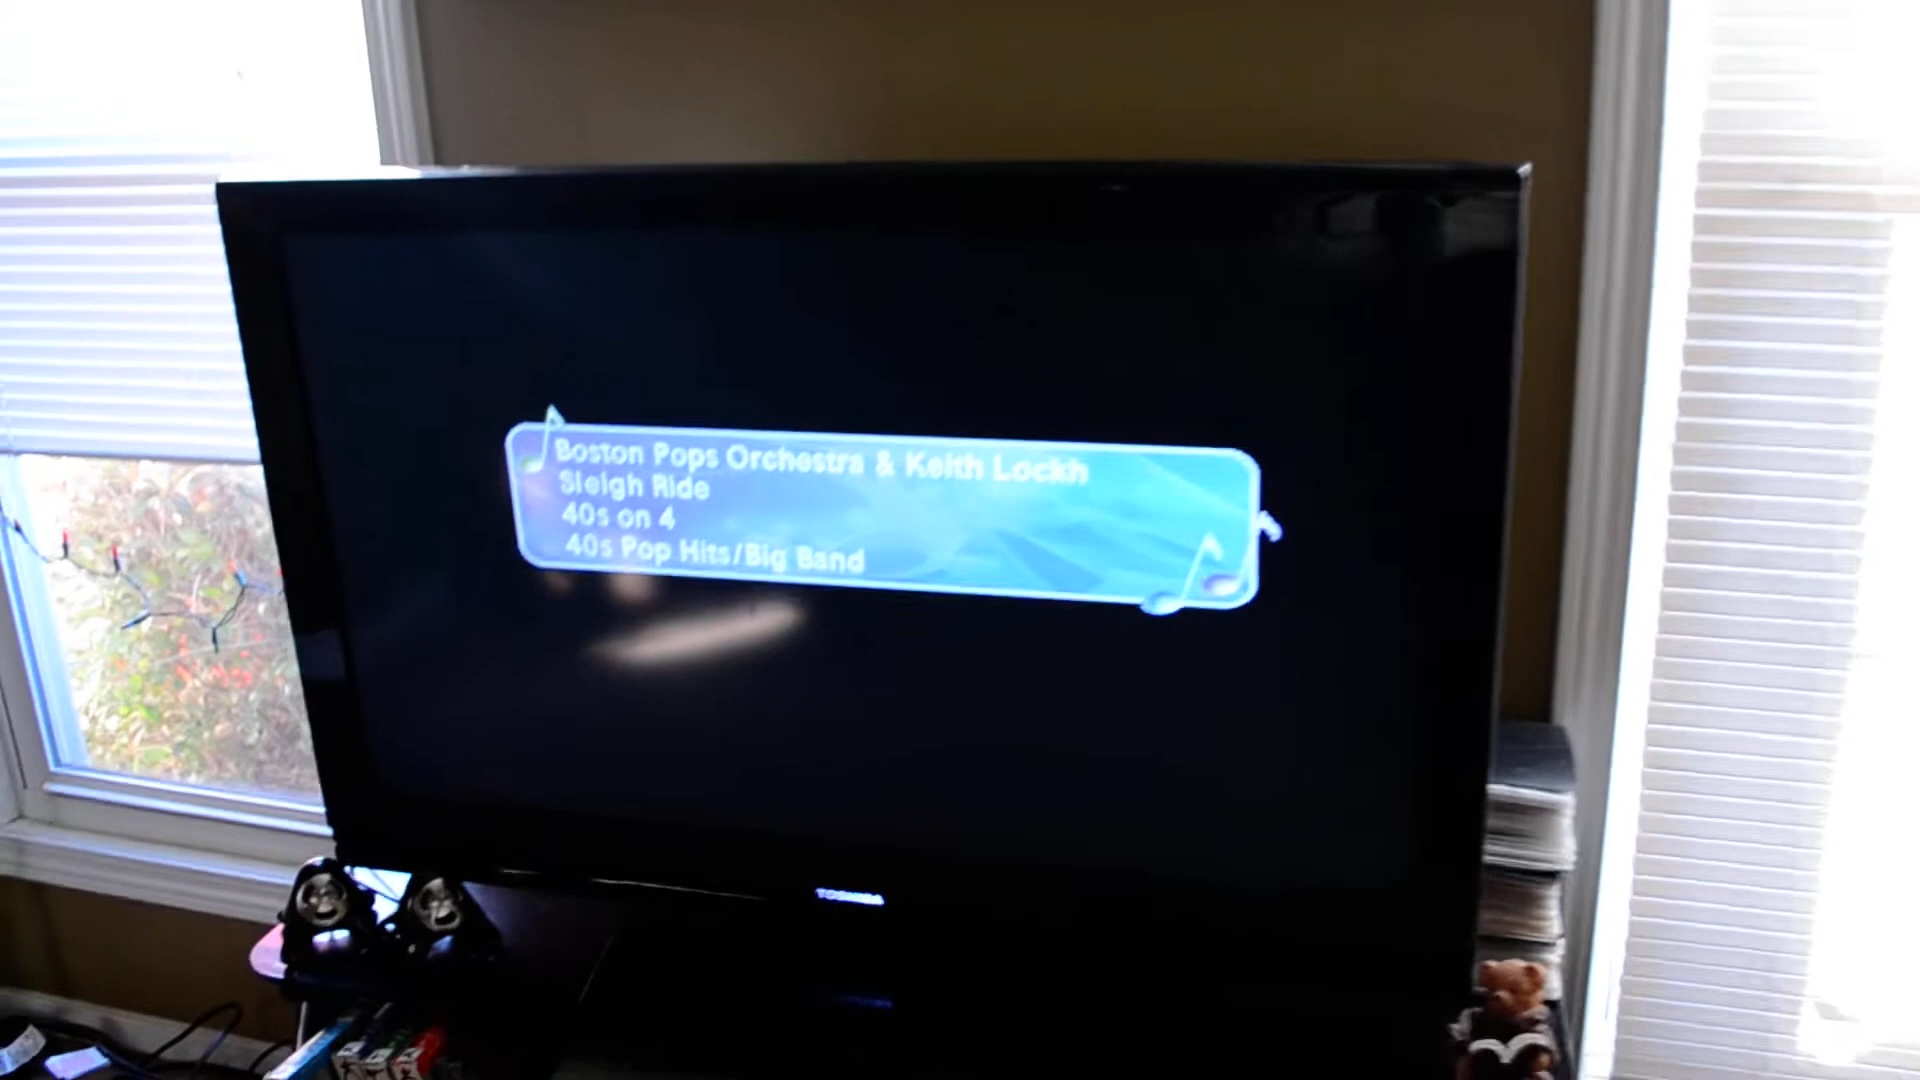 Boston Pops Orchestra & Keith Lockh
Sleigh Ride
40s on 4
40s Pop Hits/Big Band
TOSHIBA